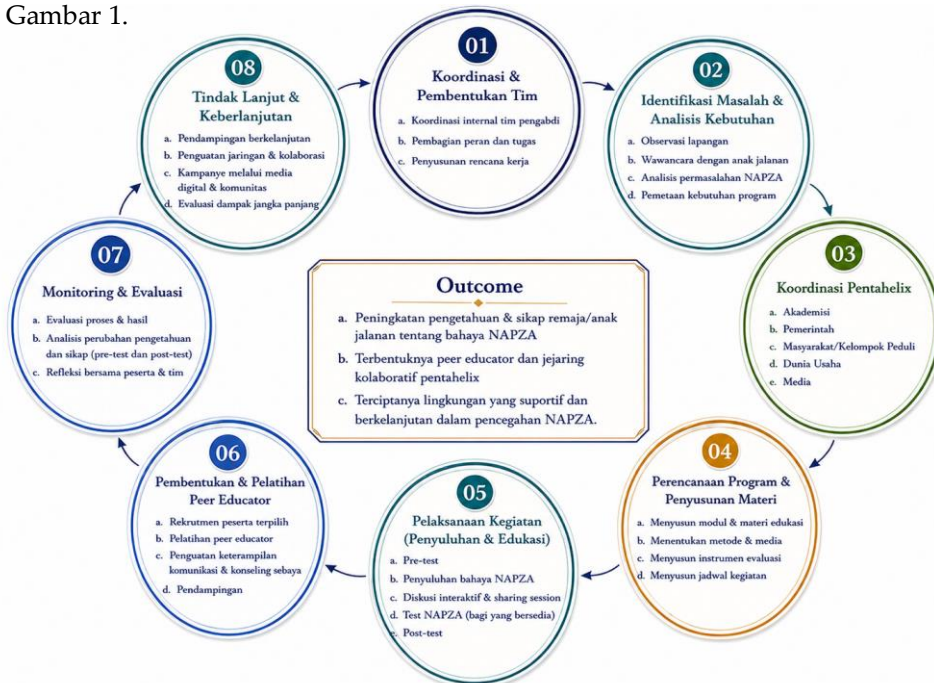 Gambar 1.
01
Koordinasi &
Pembentukan Tim
a. Koordinasi internal tim pengabdi
b. Pembagian peran dan tugas
c. Penyusunan rencana kerja
02
Identifikasi Masalah &
Analisis Kebutuhan
a. Observasi lapangan
b. Wawancara dengan anak jalanan
c. Analisis permasalahan NAPZA
d. Pemetaan kebutuhan program
03
Koordinasi Pentahelix
a. Akademisi
b. Pemerintah
c. Masyarakat/Kelompok Peduli
d. Dunia Usaha
e. Media
04
Perencanaan Program &
Penyusunan Materi
a. Menyusun modul & materi edukasi
b. Menentukan metode & media
c. Menyusun instrumen evaluasi
d. Menyusun jadwal kegiatan
05
Pelaksanaan Kegiatan
(Penyuluhan & Edukasi)
a. Pre-test
b. Penyuluhan bahaya NAPZA
c. Diskusi interaktif & sharing session
d. Test NAPZA (bagi yang bersedia)
e. Post-test
06
Pembentukan & Pelatihan
Peer Educator
a. Rekrutmen peserta terpilih
b. Pelatihan peer educator
c. Penguatan keterampilan
komunikasi & konseling sebaya
d. Pendampingan
07
Monitoring & Evaluasi
a. Evaluasi proses & hasil
b. Analisis perubahan pengetahuan
dan sikap (pre-test dan post-test)
c. Refleksi bersama peserta & tim
08
Tindak Lanjut &
Keberlanjutan
a. Pendampingan berkelanjutan
b. Penguatan jaringan & kolaborasi
c. Kampanye melalui media
digital & komunitas
d. Evaluasi dampak jangka panjang
Outcome
a. Peningkatan pengetahuan & sikap remaja/anak
jalanan tentang bahaya NAPZA
b. Terbentuknya peer educator dan jejaring
kolaboratif pentahelix
c. Terciptanya lingkungan yang suportif dan
berkelanjutan dalam pencegahan NAPZA.